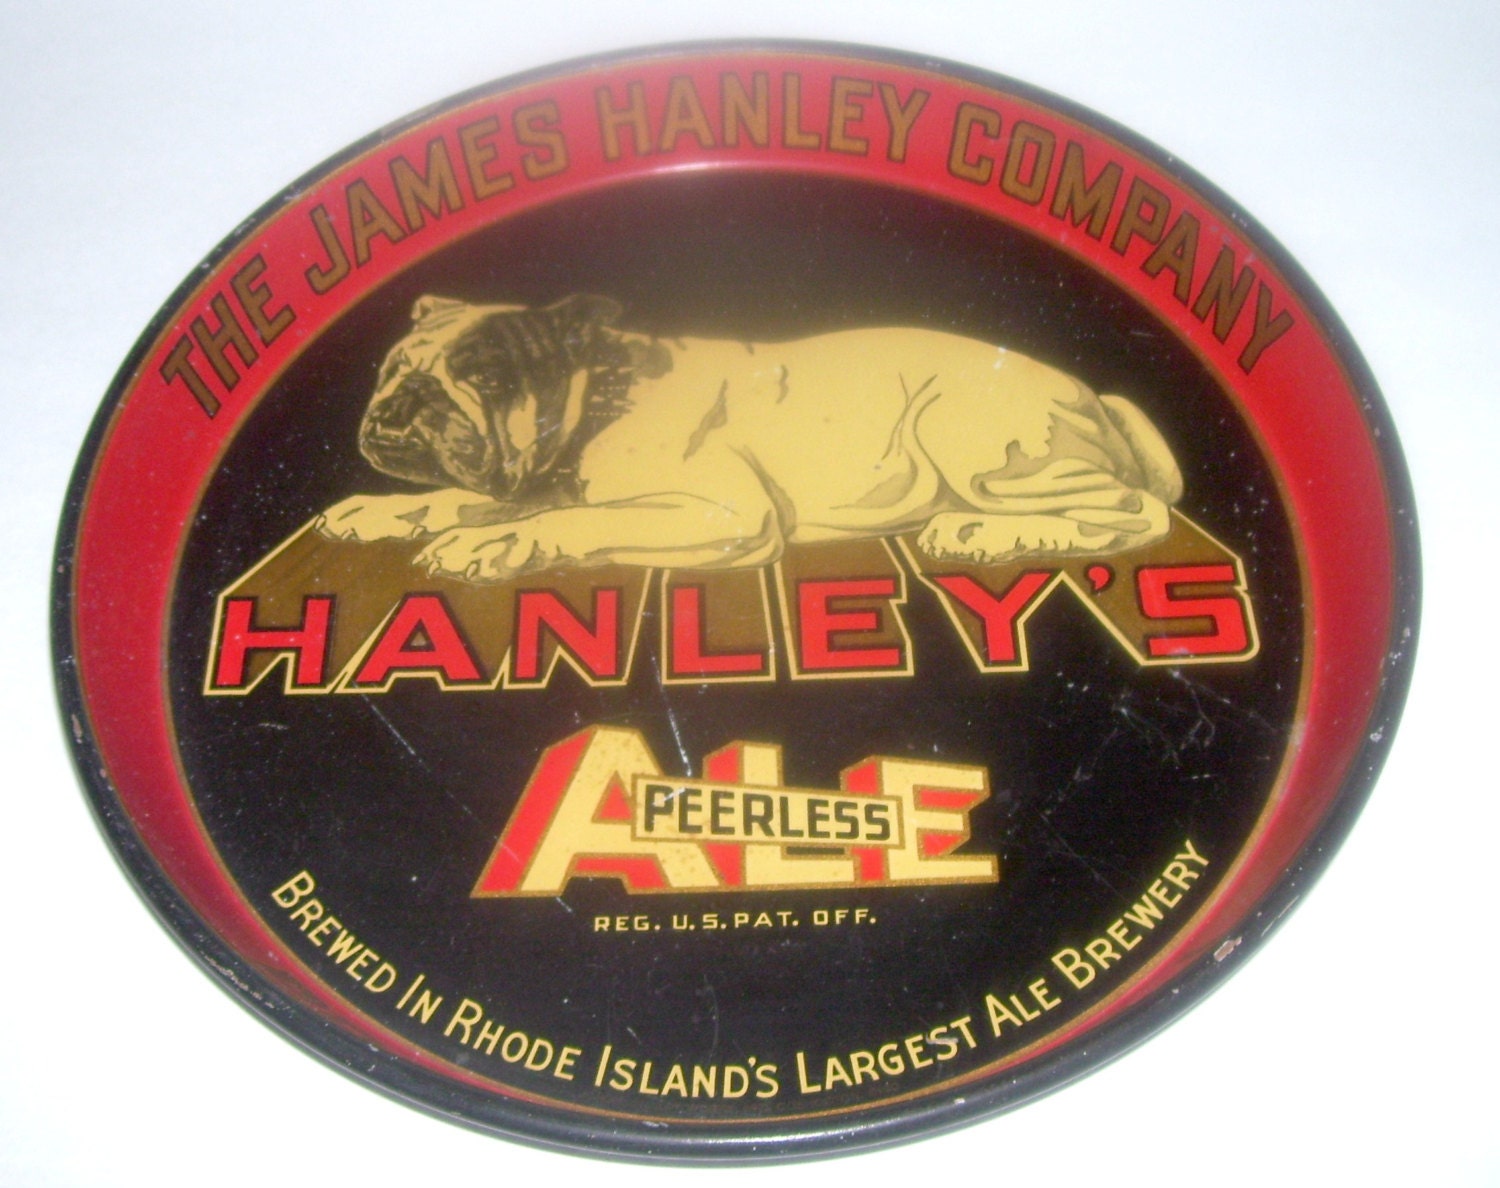 THE JAMES HANLEY COMPANY
HANLEY'S
ALE
PEERLESS
REG. U.S. PAT. OFF.
BREWED IN RHODE ISLAND'S LARGEST ALE BREWERY